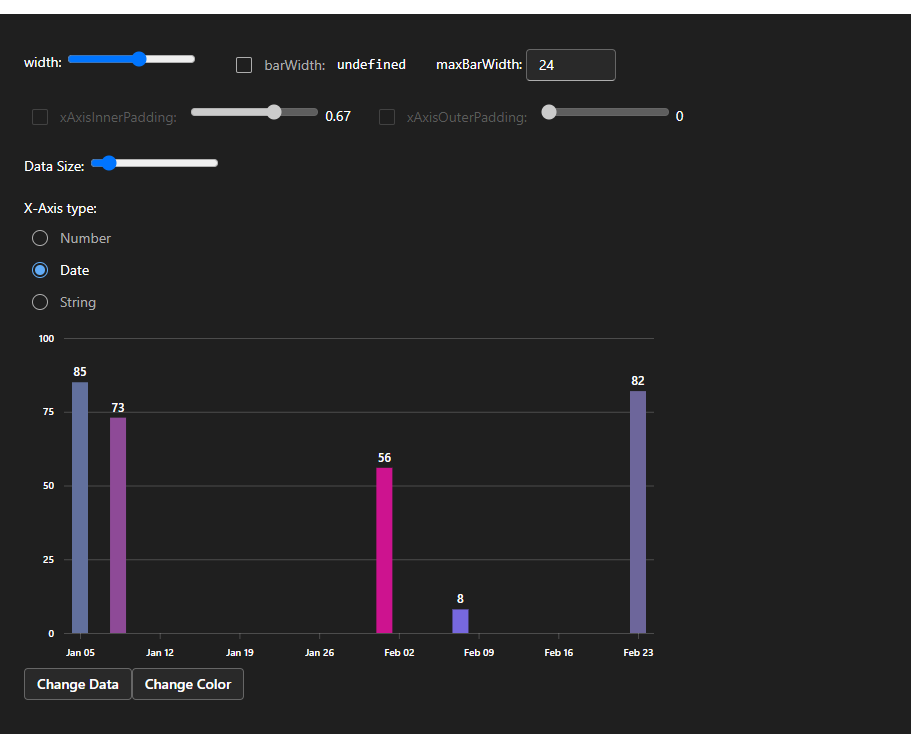 width: barWidth: undefined maxBarWidth: 24
xAxisInnerPadding: 0.67 xAxisOuterPadding: 0
Data Size:
X-Axis type:
Number
Date
String
100
85
82
73
75
56
50
25
8
0
Jan 05 Jan 12 Jan 19 Jan 26 Feb 02 Feb 09 Feb 16 Feb 23
Change Data Change Color